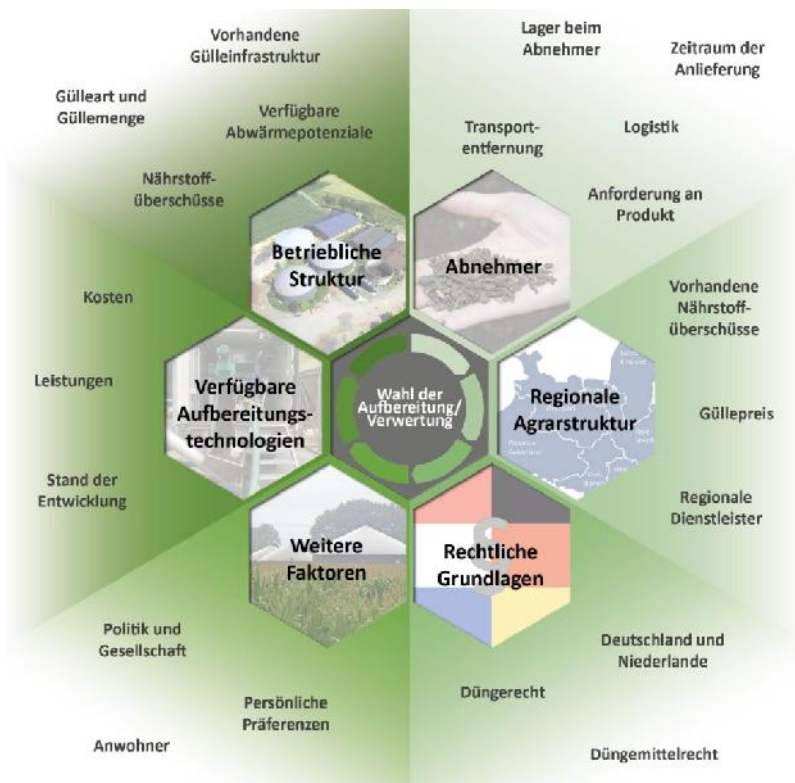 Vorhandene
Gülleinfrastruktur
Gülleart und
Güllemenge
Verfügbare
Abwärmepotenziale
Nährstoff-
überschüsse
Betriebliche
Struktur
Lager beim
Abnehmer
Zeitraum der
Anlieferung
Transport-
entfernung
Logistik
Anforderung an
Produkt
Abnehmer
Kosten
Leistungen
Stand der
Entwicklung
Verfügbare
Aufbereitungs-
technologien
Wahl der
Aufbereitung/
Verwertung
Regionale
Agrarstruktur
Vorhandene
Nährstoff-
überschüsse
Güllepreis
Regionale
Dienstleister
Weitere
Faktoren
Politik und
Gesellschaft
Persönliche
Präferenzen
Anwohner
§
Rechtliche
Grundlagen
Deutschland und
Niederlande
Düngerecht
Düngemittelrecht